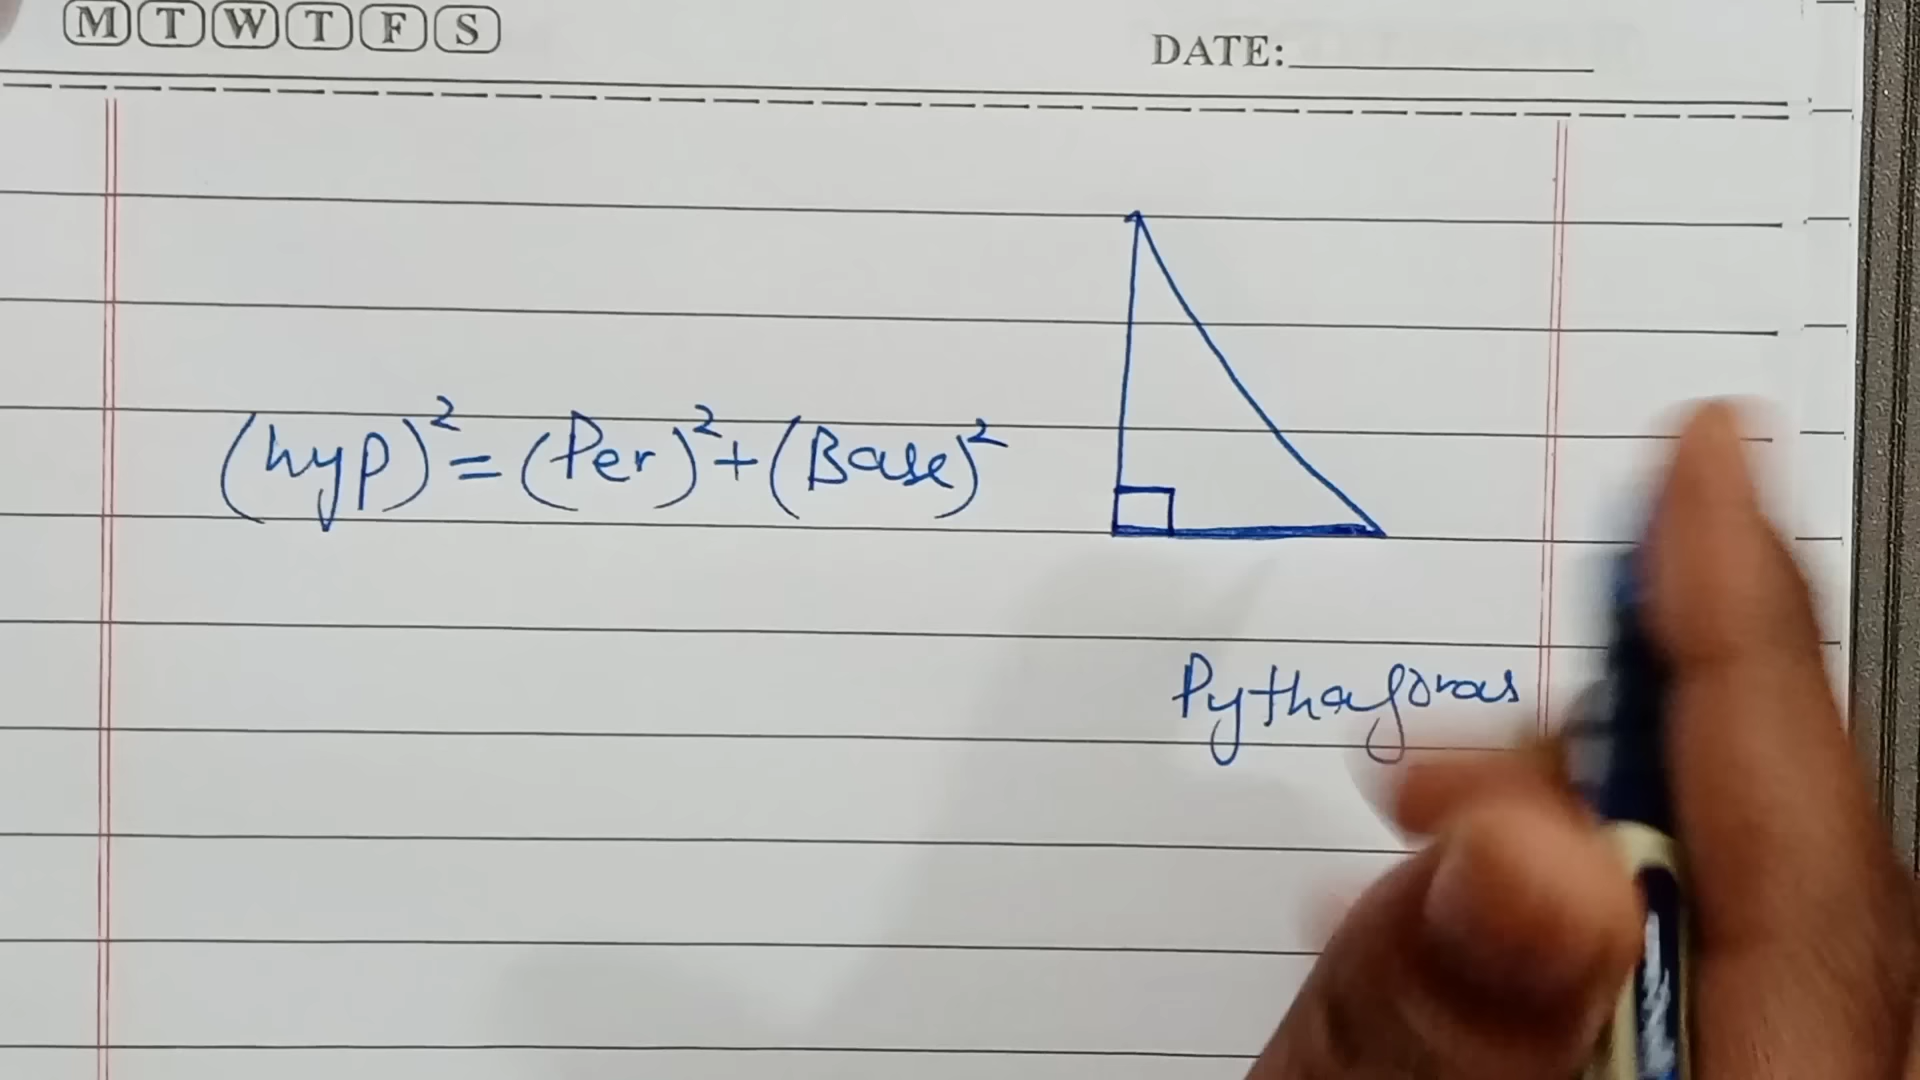 M T W T F S
DATE:
(hyp)² = (Per)² + (Base)²
Pythagoras